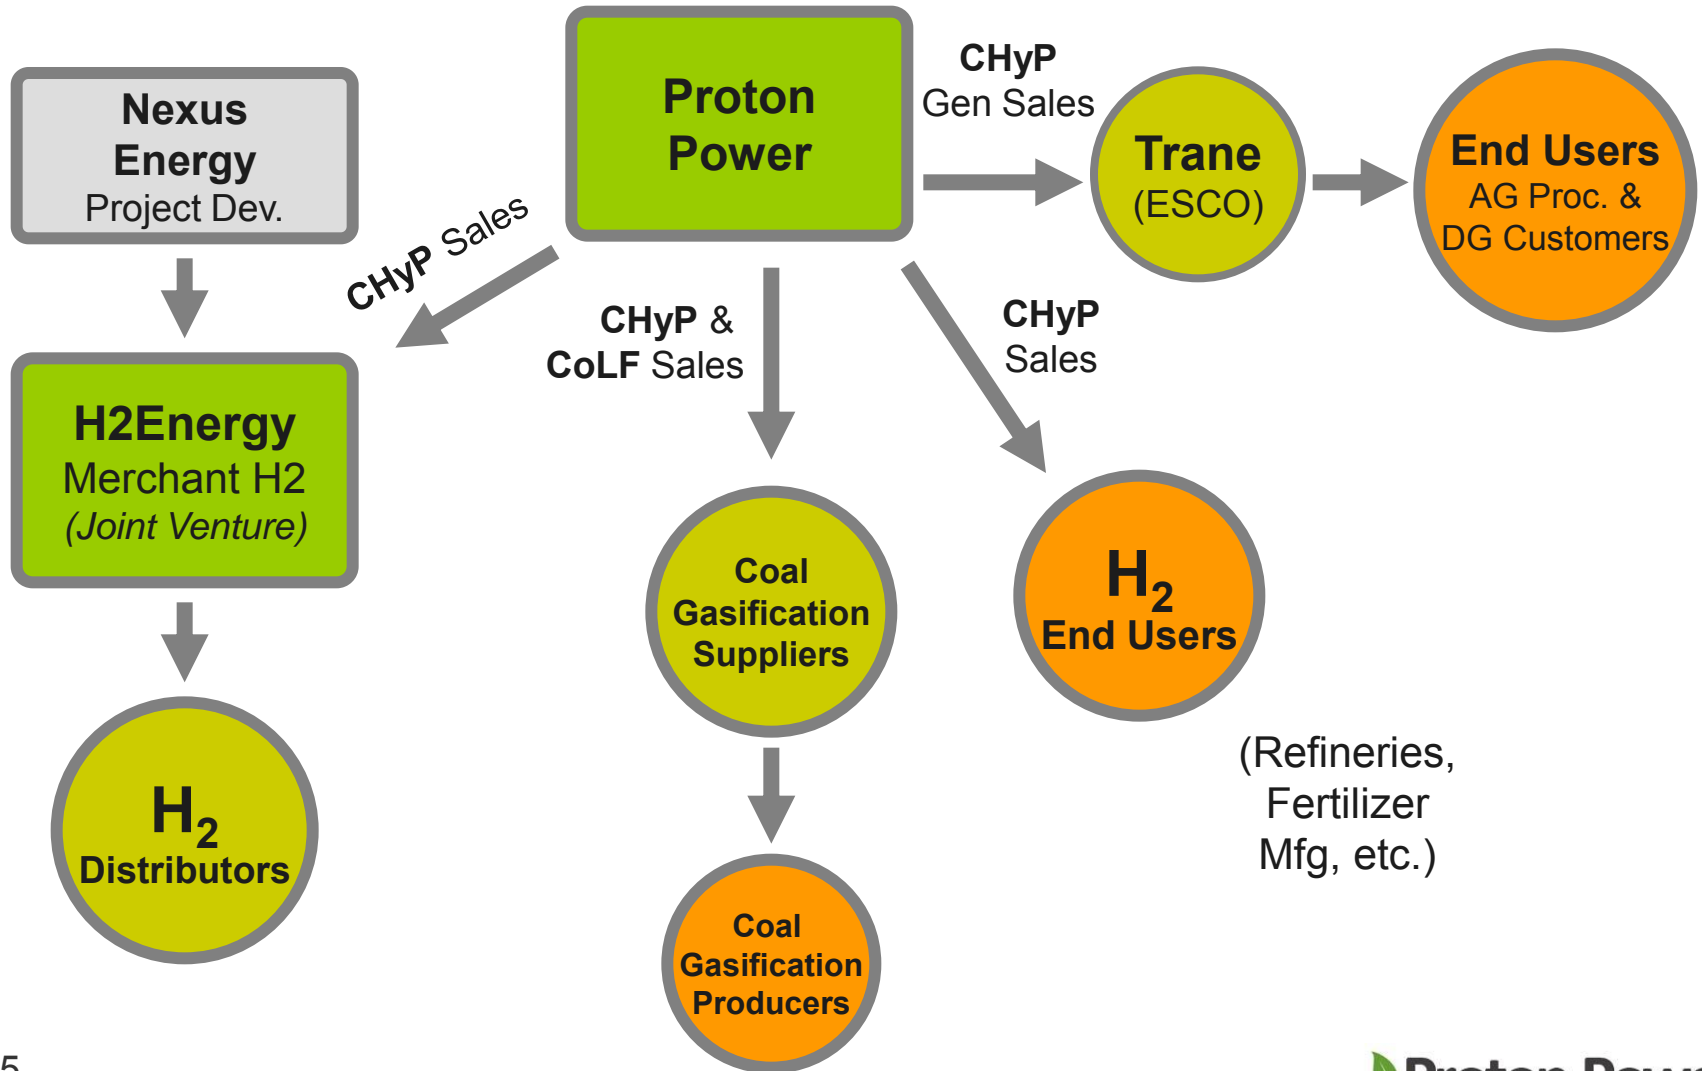 Nexus
Energy
Project Dev.
Proton
Power
CHyP
Gen Sales
Trane
(ESCO)
End Users
AG Proc. &
DG Customers
CHyP Sales
CHyP &
CoLF Sales
CHyP
Sales
H2Energy
Merchant H2
(Joint Venture)
Coal
Gasification
Suppliers
H₂
End Users
(Refineries,
Fertilizer
Mfg, etc.)
H₂
Distributors
Coal
Gasification
Producers
5
Proton Powe